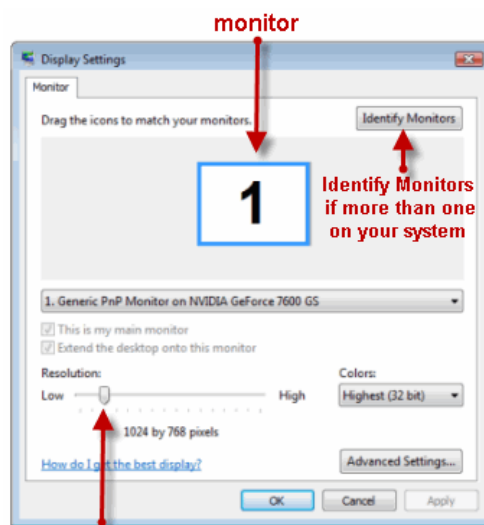 monitor
Display Settings
Monitor
Drag the icons to match your monitors.
Identify Monitors
1
Identify Monitors
if more than one
on your system
1. Generic PnP Monitor on NVIDIA GeForce 7600 GS
This is my main monitor
Extend the desktop onto this monitor
Resolution:
Colors:
Low
High
Highest (32 bit)
1024 by 768 pixels
How do I get the best display?
Advanced Settings...
OK
Cancel
Apply